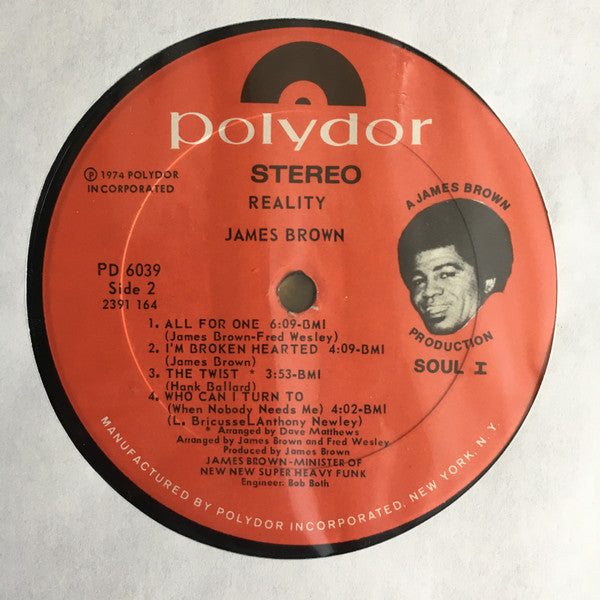 polydor
STEREO
REALITY
JAMES BROWN
Ⓟ 1974 POLYDOR
INCORPORATED
A JAMES BROWN
PRODUCTION
SOUL I
PD 6039
Side 2
2391 164
1. ALL FOR ONE 6:09-BMI
(James Brown-Fred Wesley)
2. I'M BROKEN HEARTED 4:09-BMI
(James Brown)
3. THE TWIST * 3:53-BMI
(Hank Ballard)
4. WHO CAN I TURN TO
(When Nobody Needs Me) 4:02-BMI
(L. BricusseL.Anthony Newley)
* Arranged by Dave Matthews
Arranged by James Brown and Fred Wesley
Produced by James Brown
JAMES BROWN-MINISTER OF
NEW NEW SUPER HEAVY FUNK
Engineer: Bob Both
MANUFACTURED BY POLYDOR INCORPORATED, NEW YORK, N.Y.